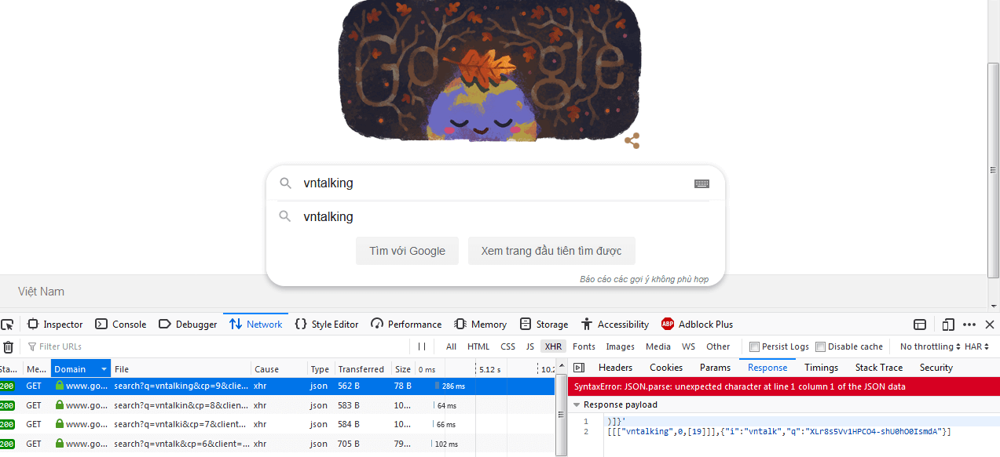 Google
vntalking
vntalking
Tìm với Google Xem trang đầu tiên tìm được
Báo cáo các gợi ý không phù hợp
Việt Nam
Inspector Console Debugger Network Style Editor Performance Memory Storage Accessibility ABP Adblock Plus
Filter URLs All HTML CSS JS XHR Fonts Images Media WS Other Persist Logs Disable cache No throttling HAR
Sta... Me... Domain File Cause Type Transferred Size 0 ms 5.12 s 10.2 Headers Cookies Params Response Timings Stack Trace Security
200 GET www.go... search?q=vntalking&cp=9&clie... xhr json 562 B 78 B 286 ms SyntaxError: JSON.parse: unexpected character at line 1 column 1 of the JSON data
200 GET www.go... search?q=vntalkin&cp=8&clien... xhr json 583 B 10... 64 ms Response payload
200 GET www.go... search?q=vntalki&cp=7&client... xhr json 584 B 10... 66 ms 1 )]}'
200 GET www.go... search?q=vntalk&cp=6&client=... xhr json 705 B 79... 102 ms 2 [[["vntalking",0,[19]]],{"i":"vntalk","q":"XLr8s5Vv1HPCO4-shU0hO0IsmdA"}]